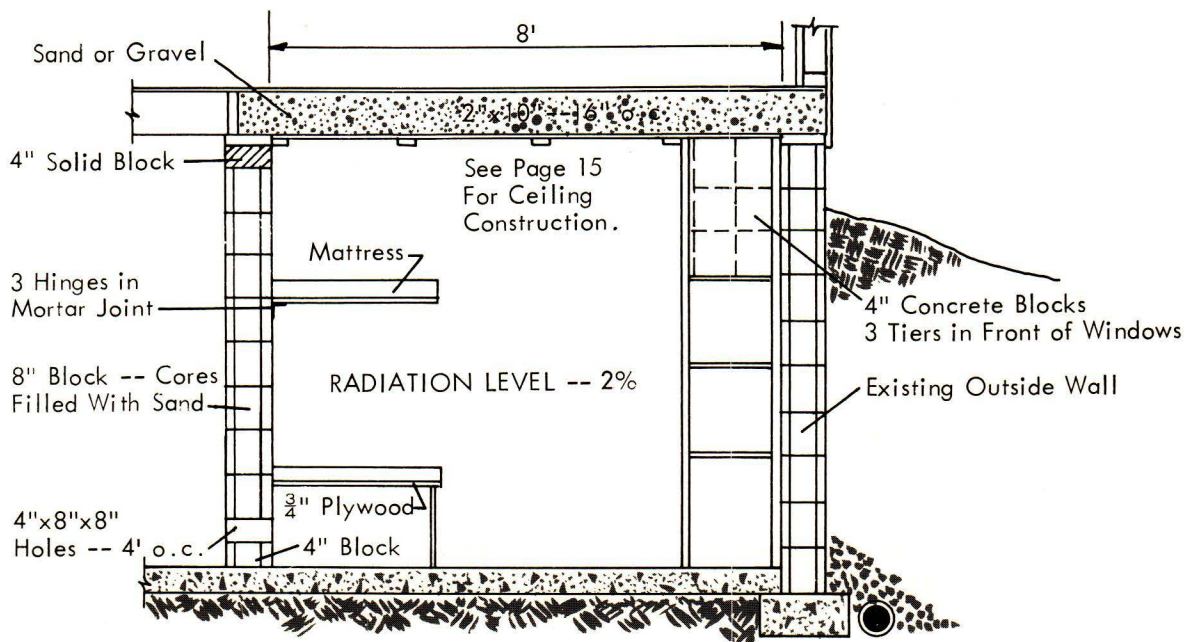 8'
Sand or Gravel
2"x10" -- 16" o.c
4" Solid Block
See Page 15
For Ceiling
Construction.
Mattress
3 Hinges in
Mortar Joint
4" Concrete Blocks
3 Tiers in Front of Windows
8" Block -- Cores
Filled With Sand
RADIATION LEVEL -- 2%
Existing Outside Wall
3/4" Plywood
4"x8"x8"
Holes -- 4' o.c.
4" Block